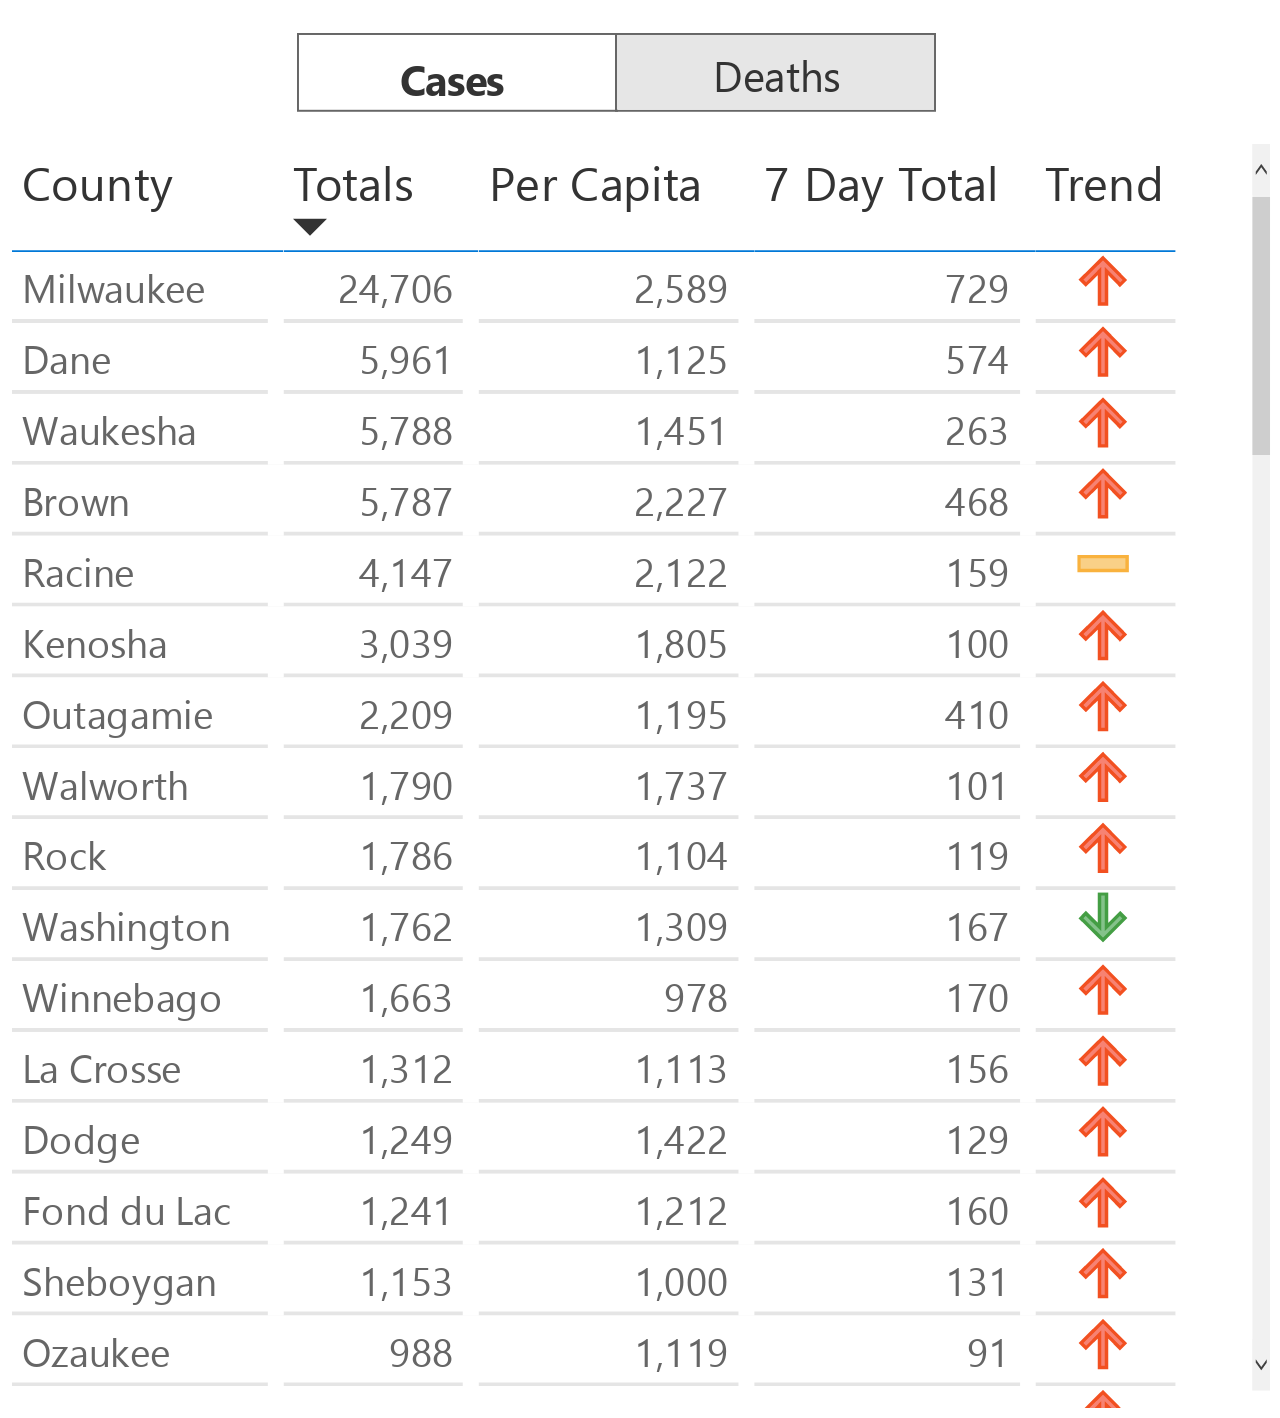 Cases Deaths
County Totals Per Capita 7 Day Total Trend
Milwaukee 24,706 2,589 729
Dane 5,961 1,125 574
Waukesha 5,788 1,451 263
Brown 5,787 2,227 468
Racine 4,147 2,122 159
Kenosha 3,039 1,805 100
Outagamie 2,209 1,195 410
Walworth 1,790 1,737 101
Rock 1,786 1,104 119
Washington 1,762 1,309 167
Winnebago 1,663 978 170
La Crosse 1,312 1,113 156
Dodge 1,249 1,422 129
Fond du Lac 1,241 1,212 160
Sheboygan 1,153 1,000 131
Ozaukee 988 1,119 91